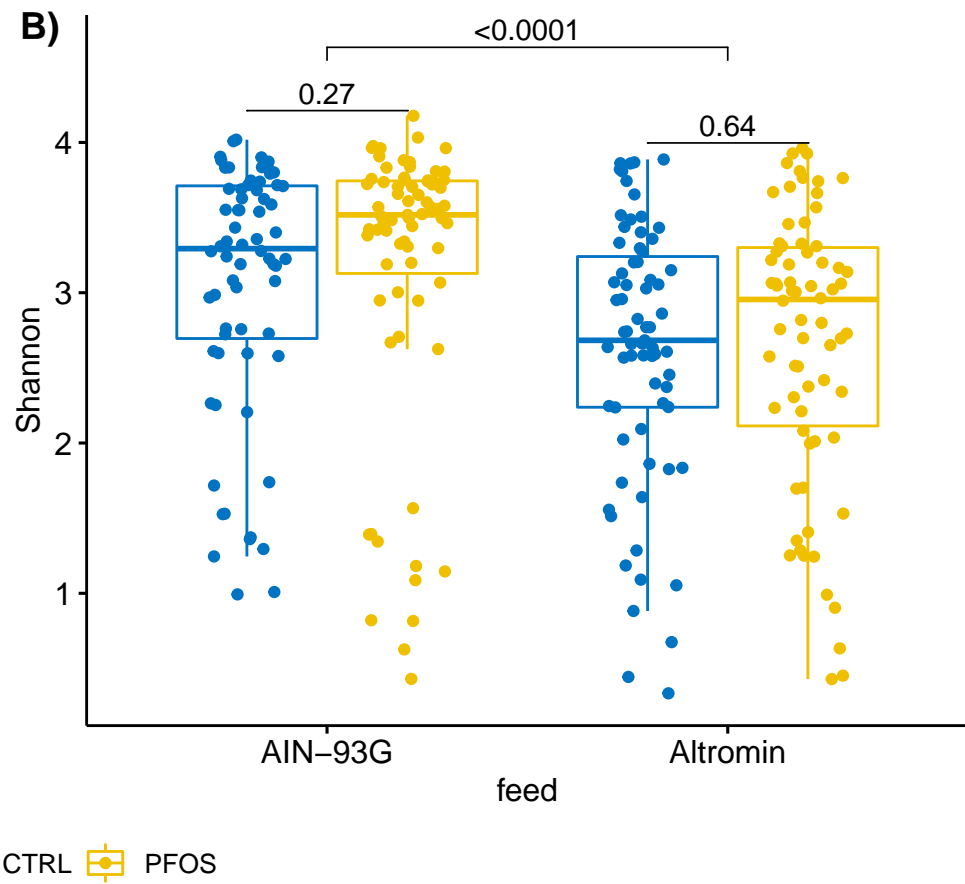 B)
<0.0001
0.27
0.64
4
3
2
1
Shannon
AIN−93G Altromin
feed
CTRL PFOS